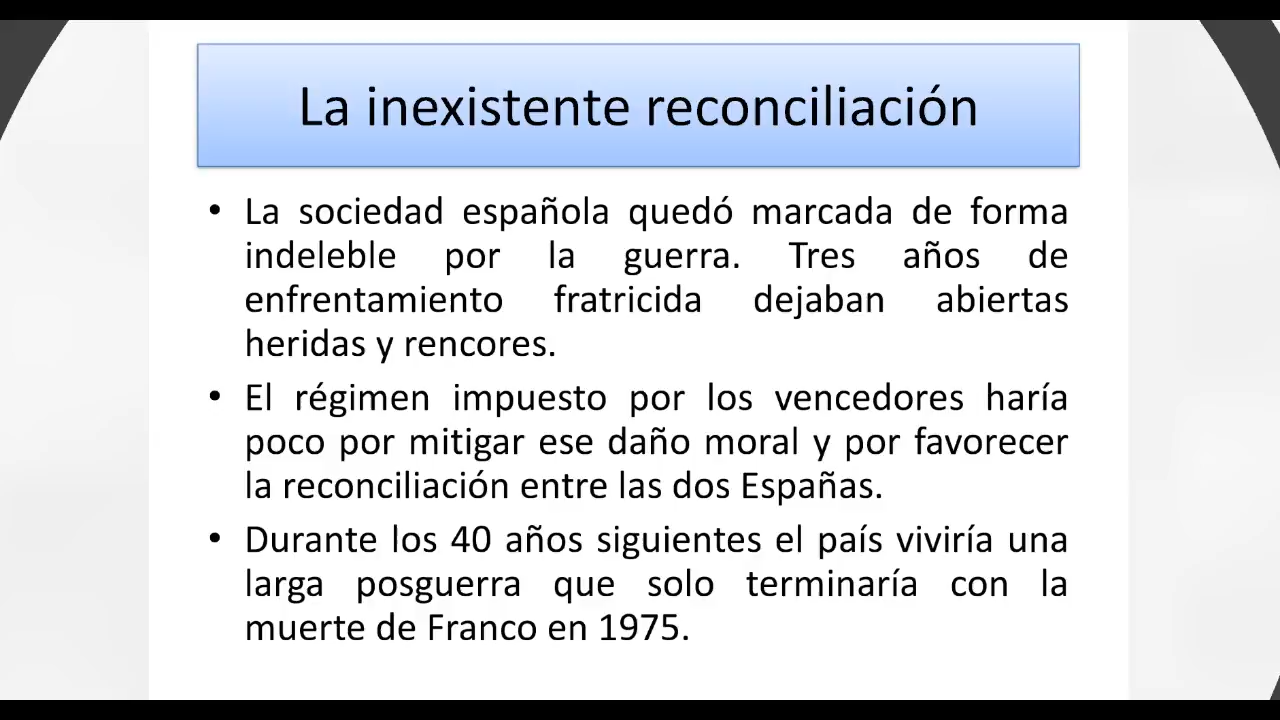 La inexistente reconciliación
• La sociedad española quedó marcada de forma
indeleble por la guerra. Tres años de
enfrentamiento fratricida dejaban abiertas
heridas y rencores.
• El régimen impuesto por los vencedores haría
poco por mitigar ese daño moral y por favorecer
la reconciliación entre las dos Españas.
• Durante los 40 años siguientes el país viviría una
larga posguerra que solo terminaría con la
muerte de Franco en 1975.